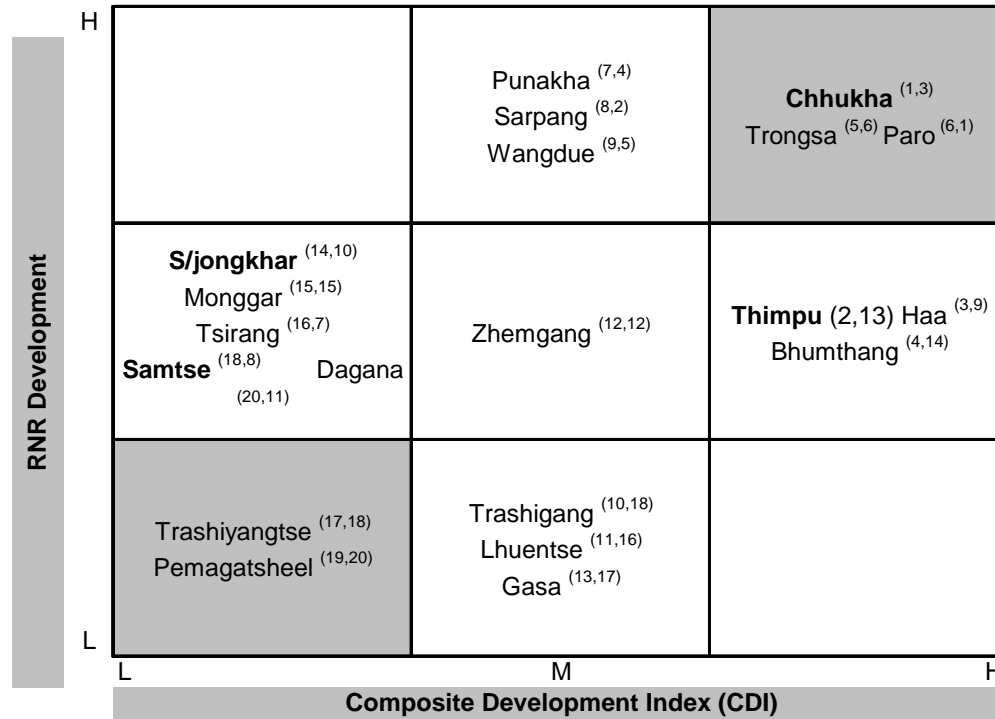 H
Punakha (7,4)
Sarpang (8,2)
Wangdue (9,5)
Chhukha (1,3)
Trongsa (5,6) Paro (6,1)
RNR Development
S/jongkhar (14,10)
Monggar (15,15)
Tsirang (16,7)
Samtse (18,8) Dagana
(20,11)
Zhemgang (12,12)
Thimpu (2,13) Haa (3,9)
Bhumthang (4,14)
Trashiyangtse (17,18)
Pemagatsheel (19,20)
Trashigang (10,18)
Lhuentse (11,16)
Gasa (13,17)
L
L M H
Composite Development Index (CDI)